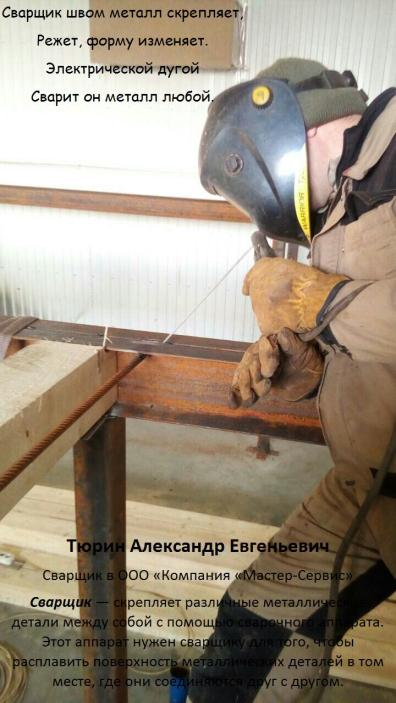 Сварщик швом металл скрепляет,
Режет, форму изменяет.
Электрической дугой
Сварит он металл любой.
WARRIOR
Тюрин Александр Евгеньевич
Сварщик в ООО «Компания «Мастер-Сервис»
Сварщик — скрепляет различные металлические
детали между собой с помощью сварочного аппарата.
Этот аппарат нужен сварщику для того, чтобы
расплавить поверхность металлических деталей в том
месте, где они соединяются друг с другом.